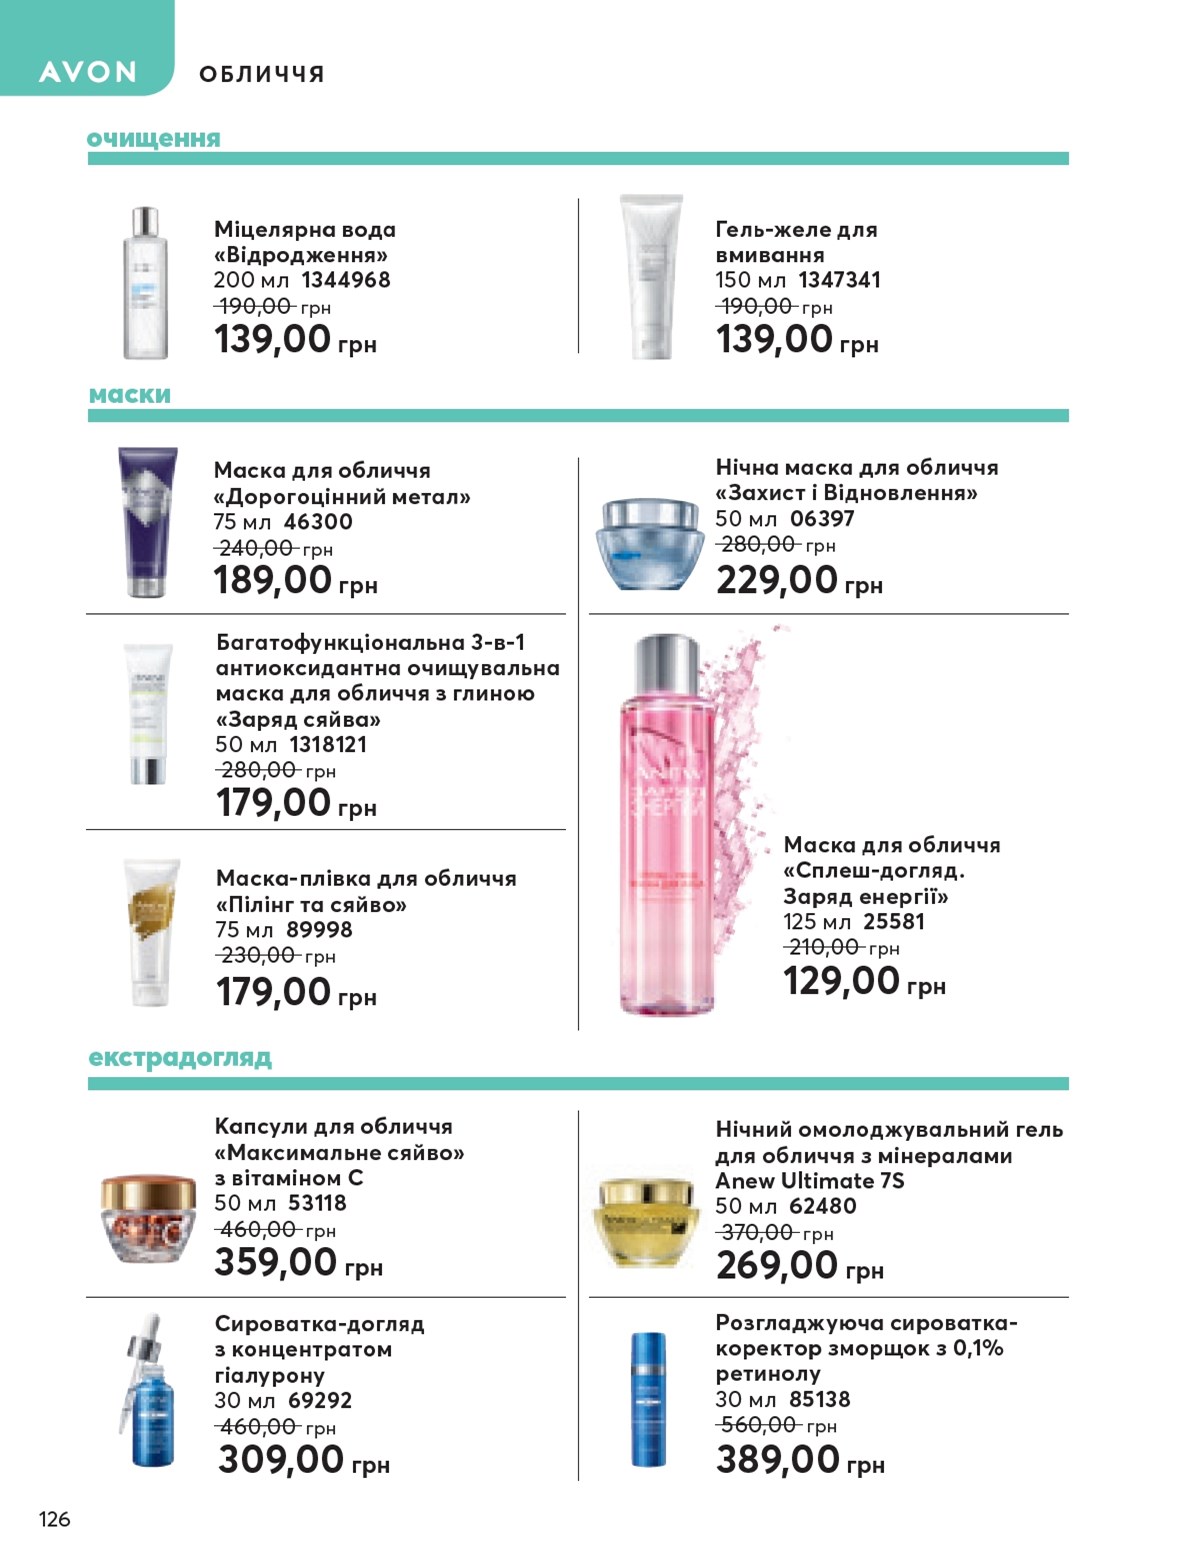 AVON
ОБЛИЧЧЯ
очищення
Міцелярна вода
«Відродження»
200 мл 1344968
190,00 грн
139,00 грн
Гель-желе для
вмивання
150 мл 1347341
190,00 грн
139,00 грн
маски
Маска для обличчя
«Дорогоцінний метал»
75 мл 46300
240,00 грн
189,00 грн
Нічна маска для обличчя
«Захист і Відновлення»
50 мл 06397
280,00 грн
229,00 грн
Багатофункціональна 3-в-1
антиоксидантна очищувальна
маска для обличчя з глиною
«Заряд сяйва»
50 мл 1318121
280,00 грн
179,00 грн
Маска-плівка для обличчя
«Пілінг та сяйво»
75 мл 89998
230,00 грн
179,00 грн
ANEW
ЗАРЯД
ЭНЕРГИИ
Маска для обличчя
«Сплеш-догляд.
Заряд енергії»
125 мл 25581
210,00 грн
129,00 грн
екстрадогляд
Капсули для обличчя
«Максимальне сяйво»
з вітаміном С
50 мл 53118
460,00 грн
359,00 грн
Нічний омолоджувальний гель
для обличчя з мінералами
Anew Ultimate 7S
50 мл 62480
370,00 грн
269,00 грн
Сироватка-догляд
з концентратом
гіалурону
30 мл 69292
460,00 грн
309,00 грн
Розгладжуюча сироватка-
коректор зморщок з 0,1%
ретинолу
30 мл 85138
560,00 грн
389,00 грн
126